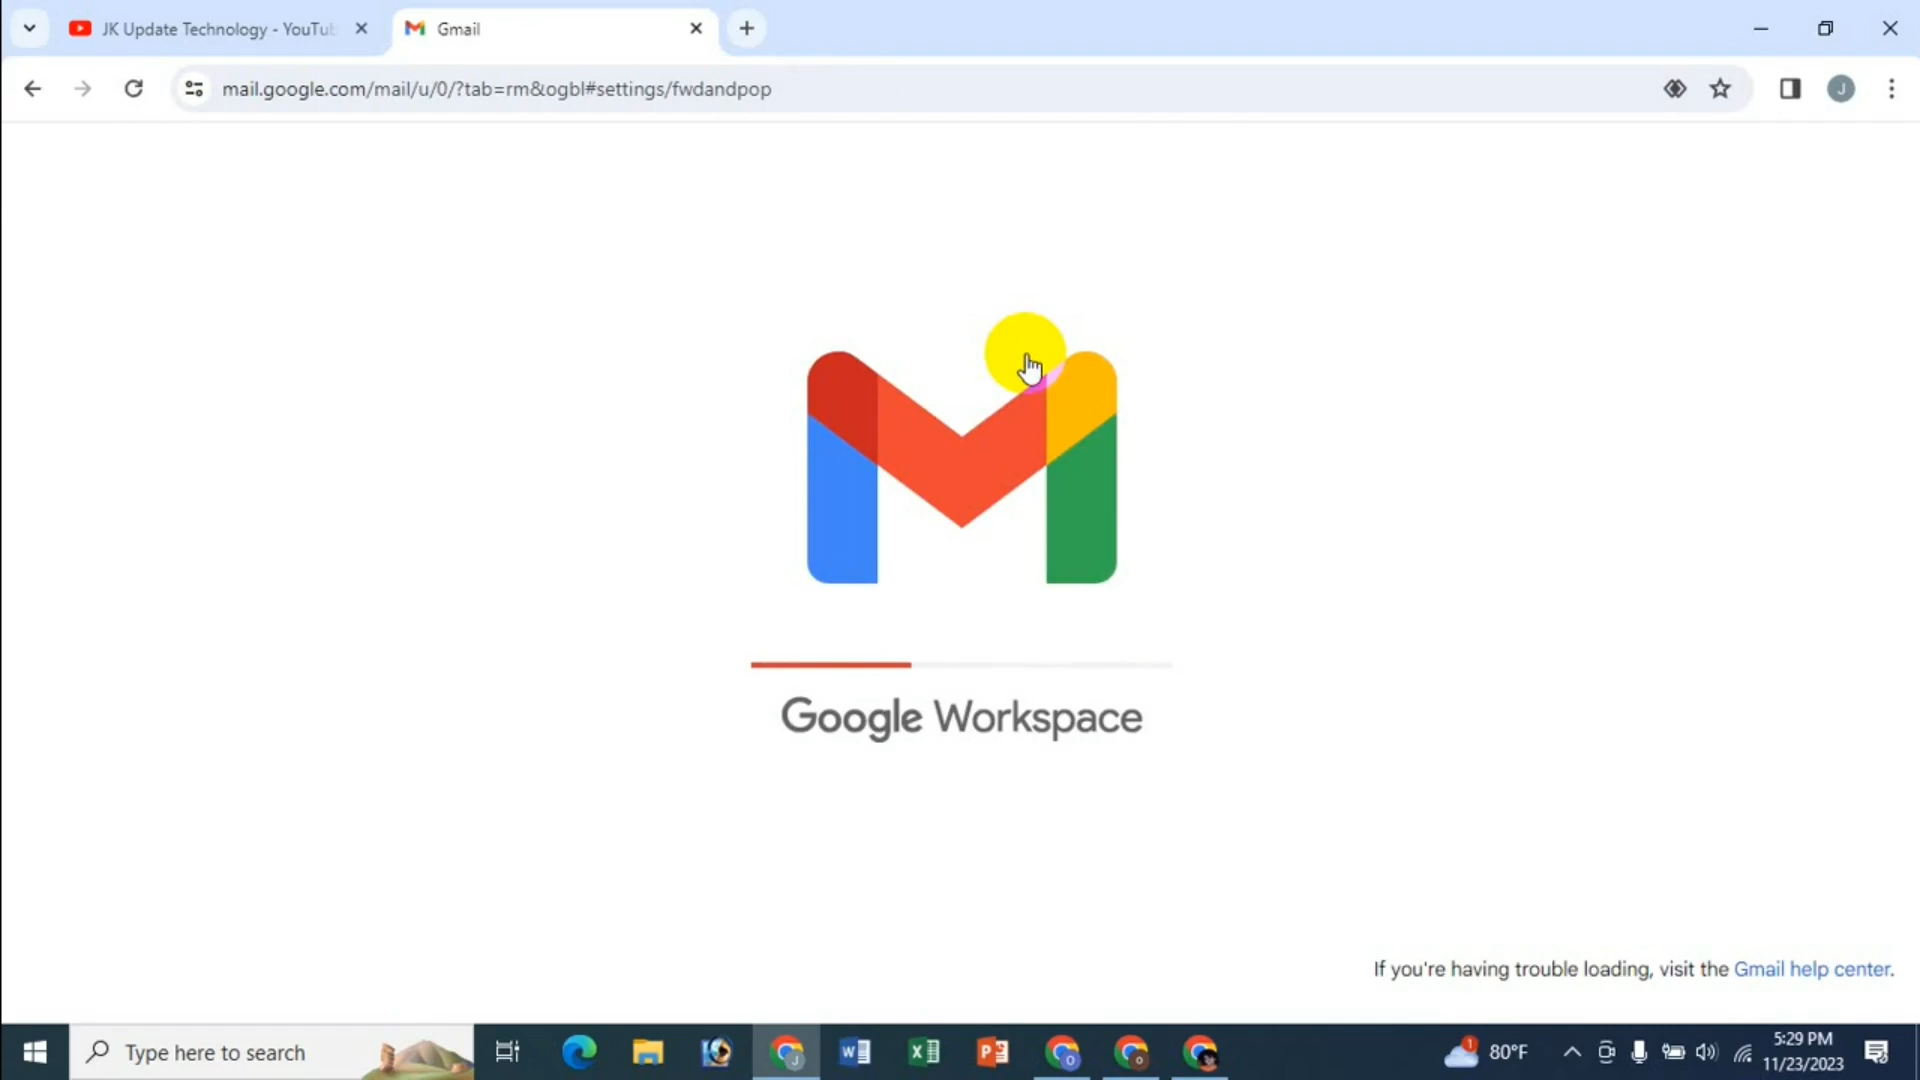 JK Update Technology - YouTu
Gmail
mail.google.com/mail/u/0/?tab=rm&ogbl#settings/fwdandpop
J
Google Workspace
If you're having trouble loading, visit the Gmail help center.
Type here to search
80°F
5:29 PM
11/23/2023